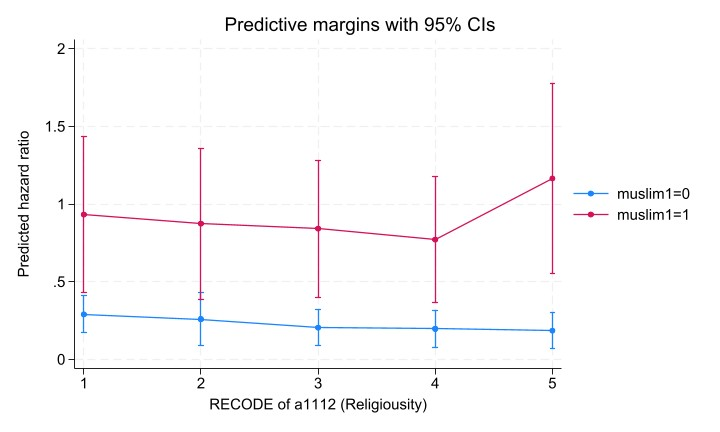 Predictive margins with 95% CIs
Predicted hazard ratio
2
1.5
1
.5
0
1
2
3
4
5
RECODE of a1112 (Religiousity)
muslim1=0
muslim1=1